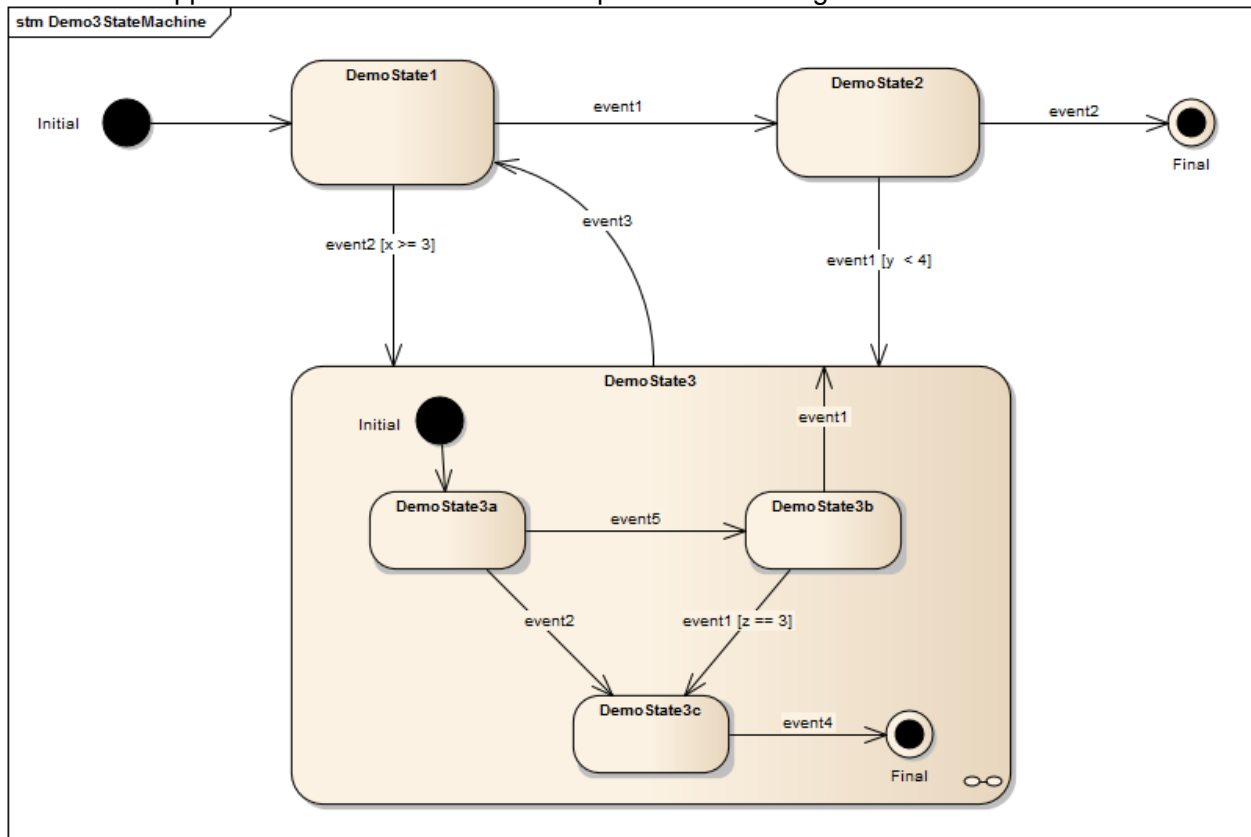 stm Demo3StateMachine
DemoState1
DemoState2
Initial
event1
event2
Final
event3
event2 [x >= 3]
event1 [y < 4]
DemoState3
Initial
event1
DemoState3a
DemoState3b
event5
event2
event1 [z == 3]
DemoState3c
event4
Final